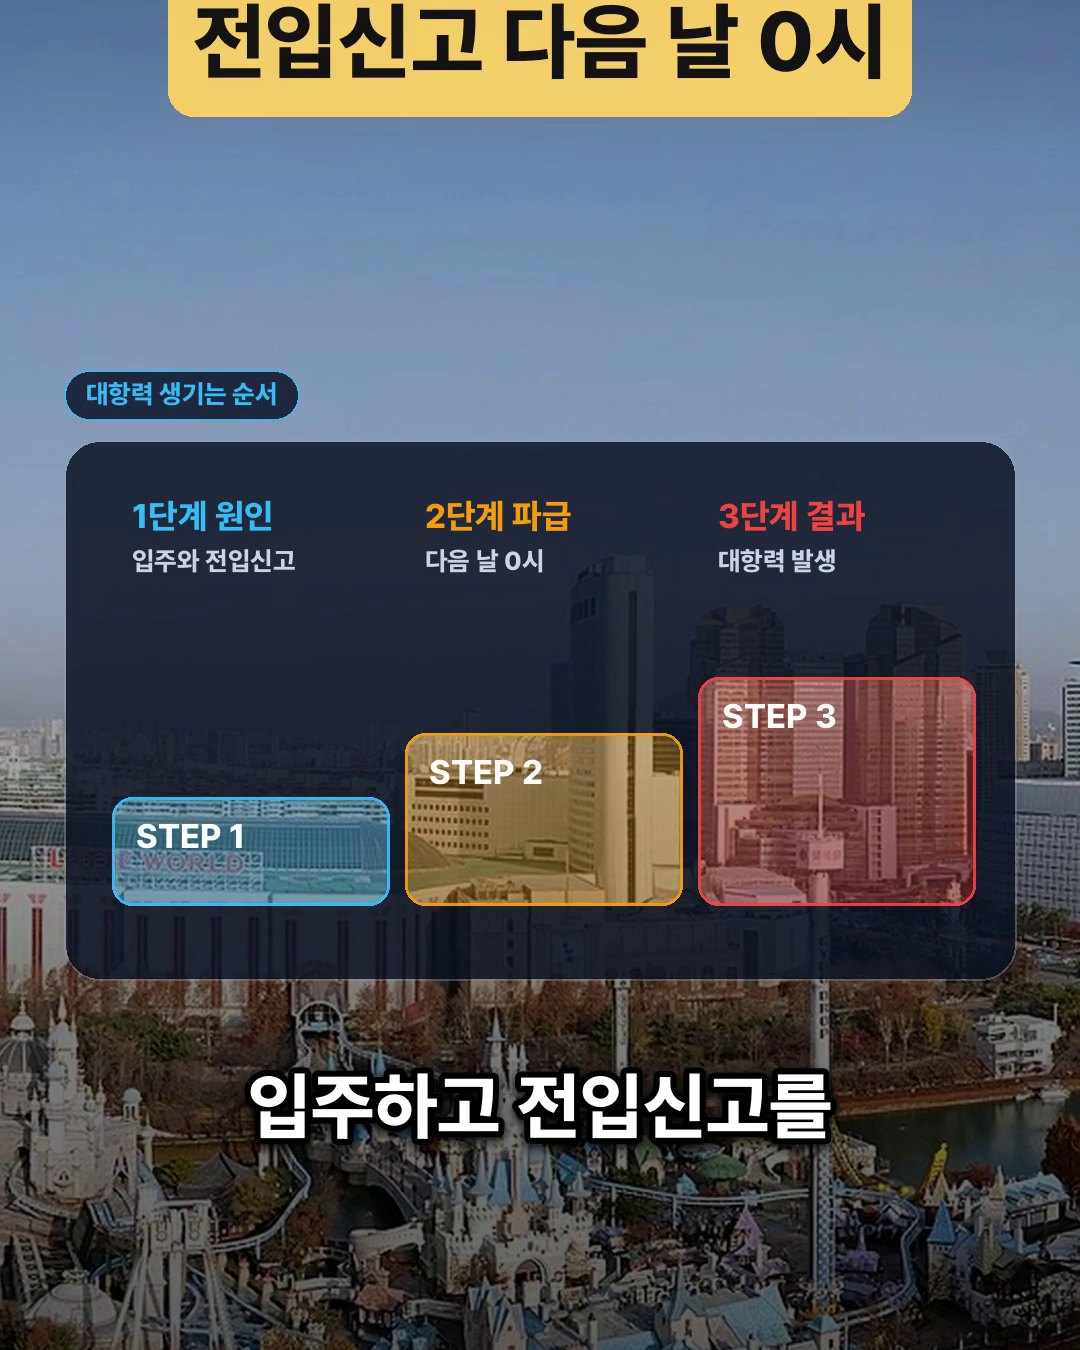 전입신고 다음 날 0시
대항력 생기는 순서
1단계 원인
입주와 전입신고
2단계 파급
다음 날 0시
3단계 결과
대항력 발생
STEP 1
STEP 2
STEP 3
WORLD
입주하고 전입신고를